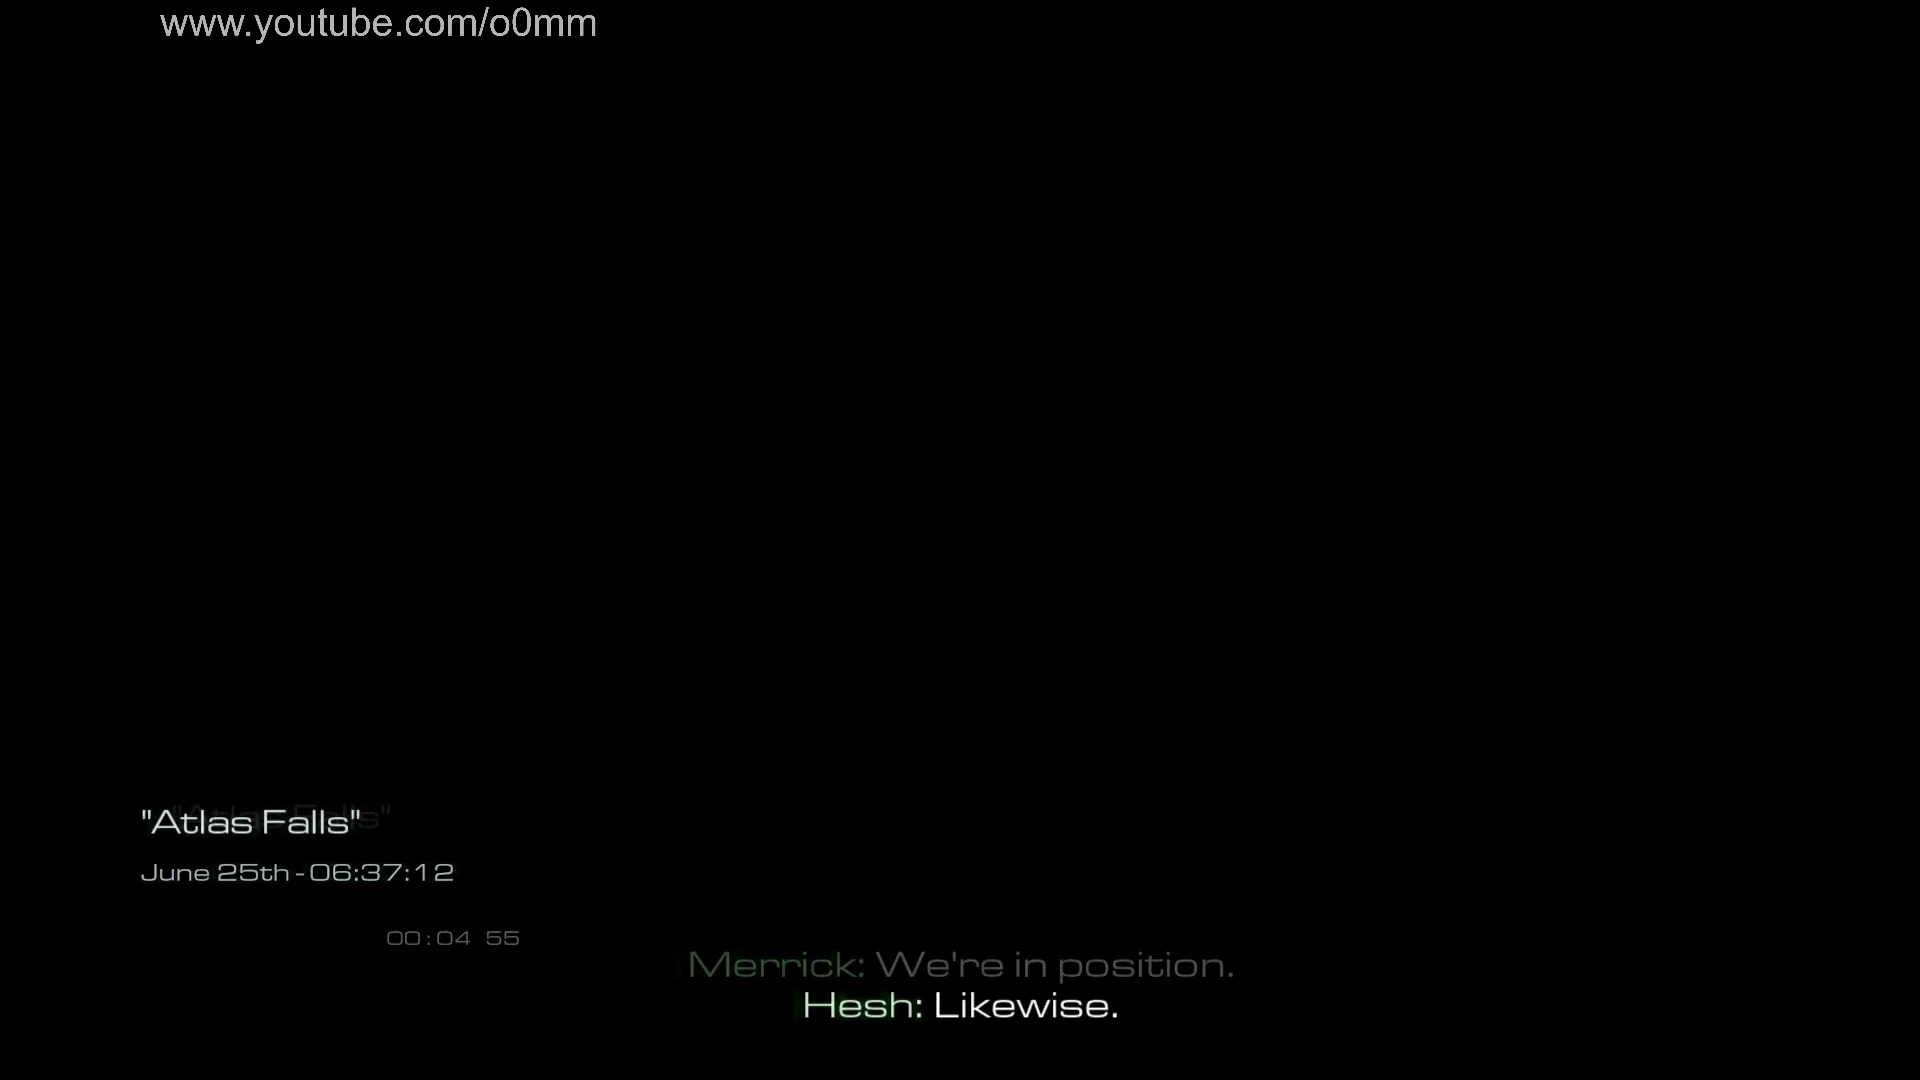 www.youtube.com/o0mm
"Atlas Falls"
June 25th - 06:37:12
00:04 55
Merrick: We're in position.
Hesh: Likewise.